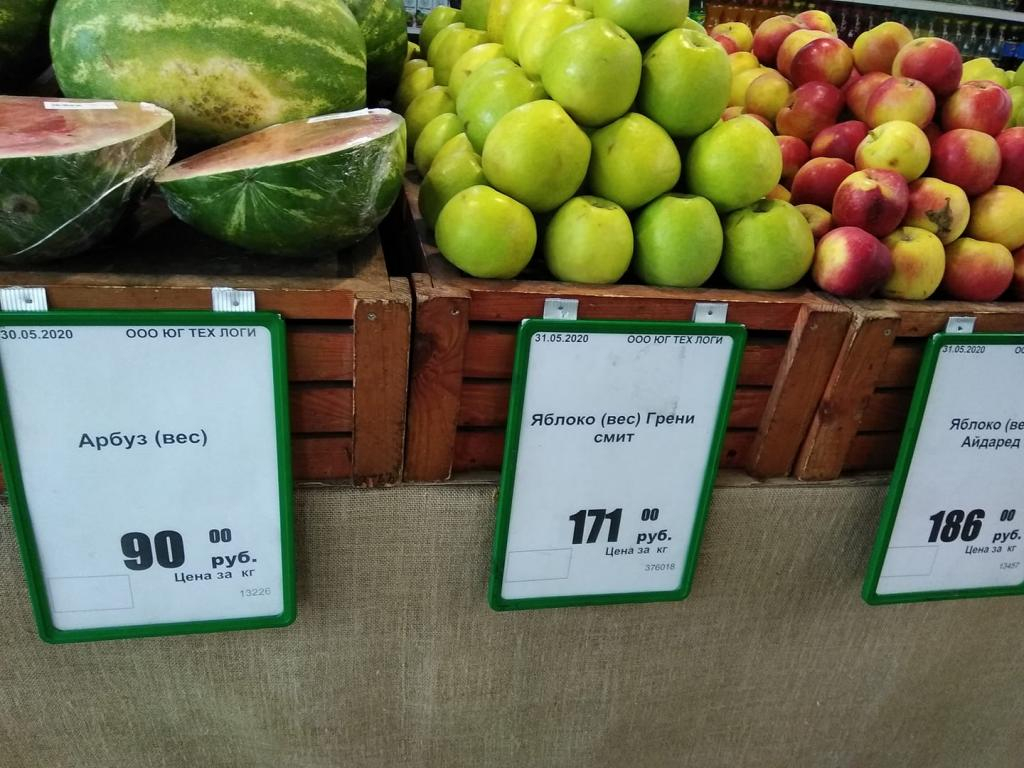 30.05.2020 ООО ЮГ ТЕХ ЛОГИ
Арбуз (вес)
90 00
руб.
Цена за кг
13226
31.05.2020 ООО ЮГ ТЕХ ЛОГИ
Яблоко (вес) Грени
смит
171 00
руб.
Цена за кг
376018
31.05.2020
Яблоко (ве
Айдаред
186 00
руб.
Цена за кг
13457